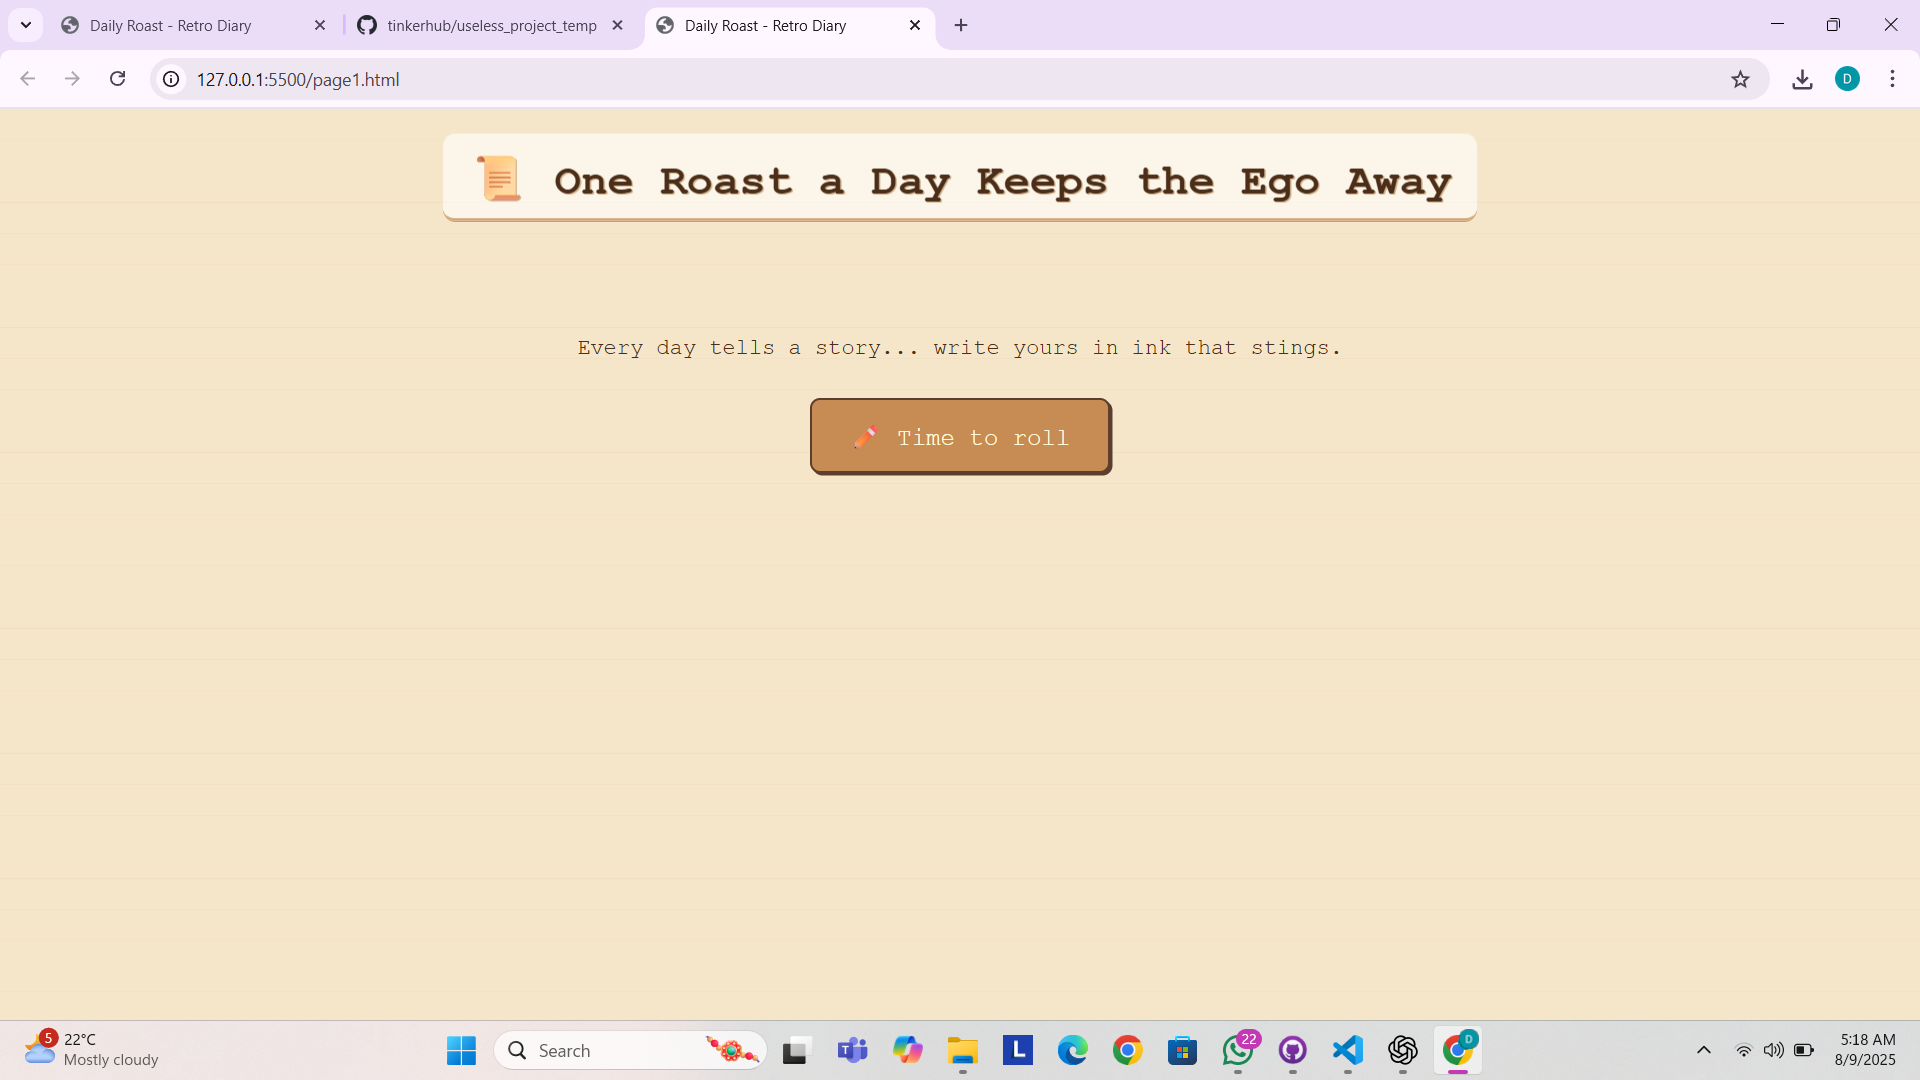 Daily Roast - Retro Diary
tinkerhub/useless_project_temp
Daily Roast - Retro Diary
127.0.0.1:5500/page1.html
D
📜 One Roast a Day Keeps the Ego Away
Every day tells a story... write yours in ink that stings.
✏️ Time to roll
5
22°C
Mostly cloudy
Search
T
L
22
D
5:18 AM
8/9/2025